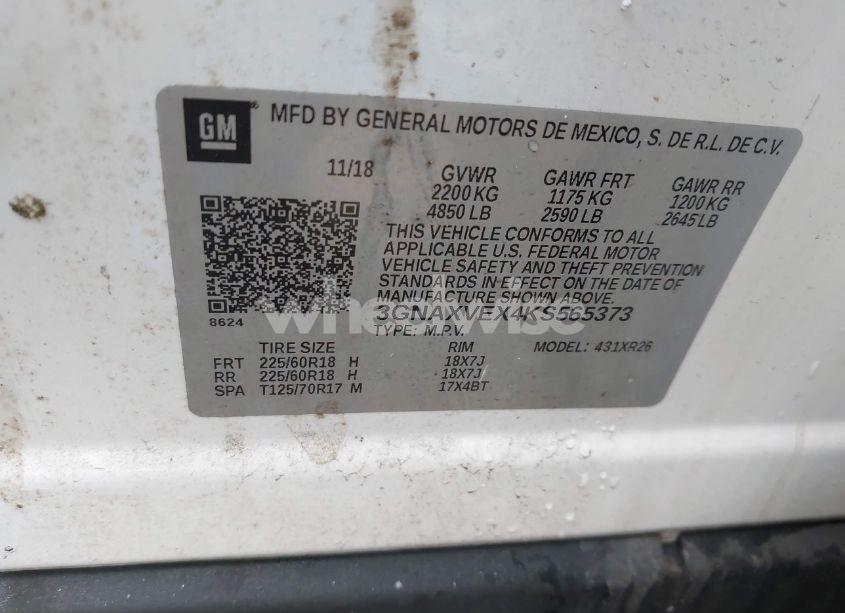 GM
MFD BY GENERAL MOTORS DE MEXICO, S. DE R.L. DE C.V.
11/18 GVWR GAWR FRT GAWR RR
2200 KG 1175 KG 1200 KG
4850 LB 2590 LB 2645 LB
THIS VEHICLE CONFORMS TO ALL
APPLICABLE U.S. FEDERAL MOTOR
VEHICLE SAFETY AND THEFT PREVENTION
STANDARDS IN EFFECT ON THE DATE OF
MANUFACTURE SHOWN ABOVE.
3GNAXVEX4KS565373
8624
TYPE: M.P.V.
TIRE SIZE RIM MODEL: 431XR26
FRT 225/60R18 H 18X7J
RR 225/60R18 H 18X7J
SPA T125/70R17 M 17X4BT
wheelwise